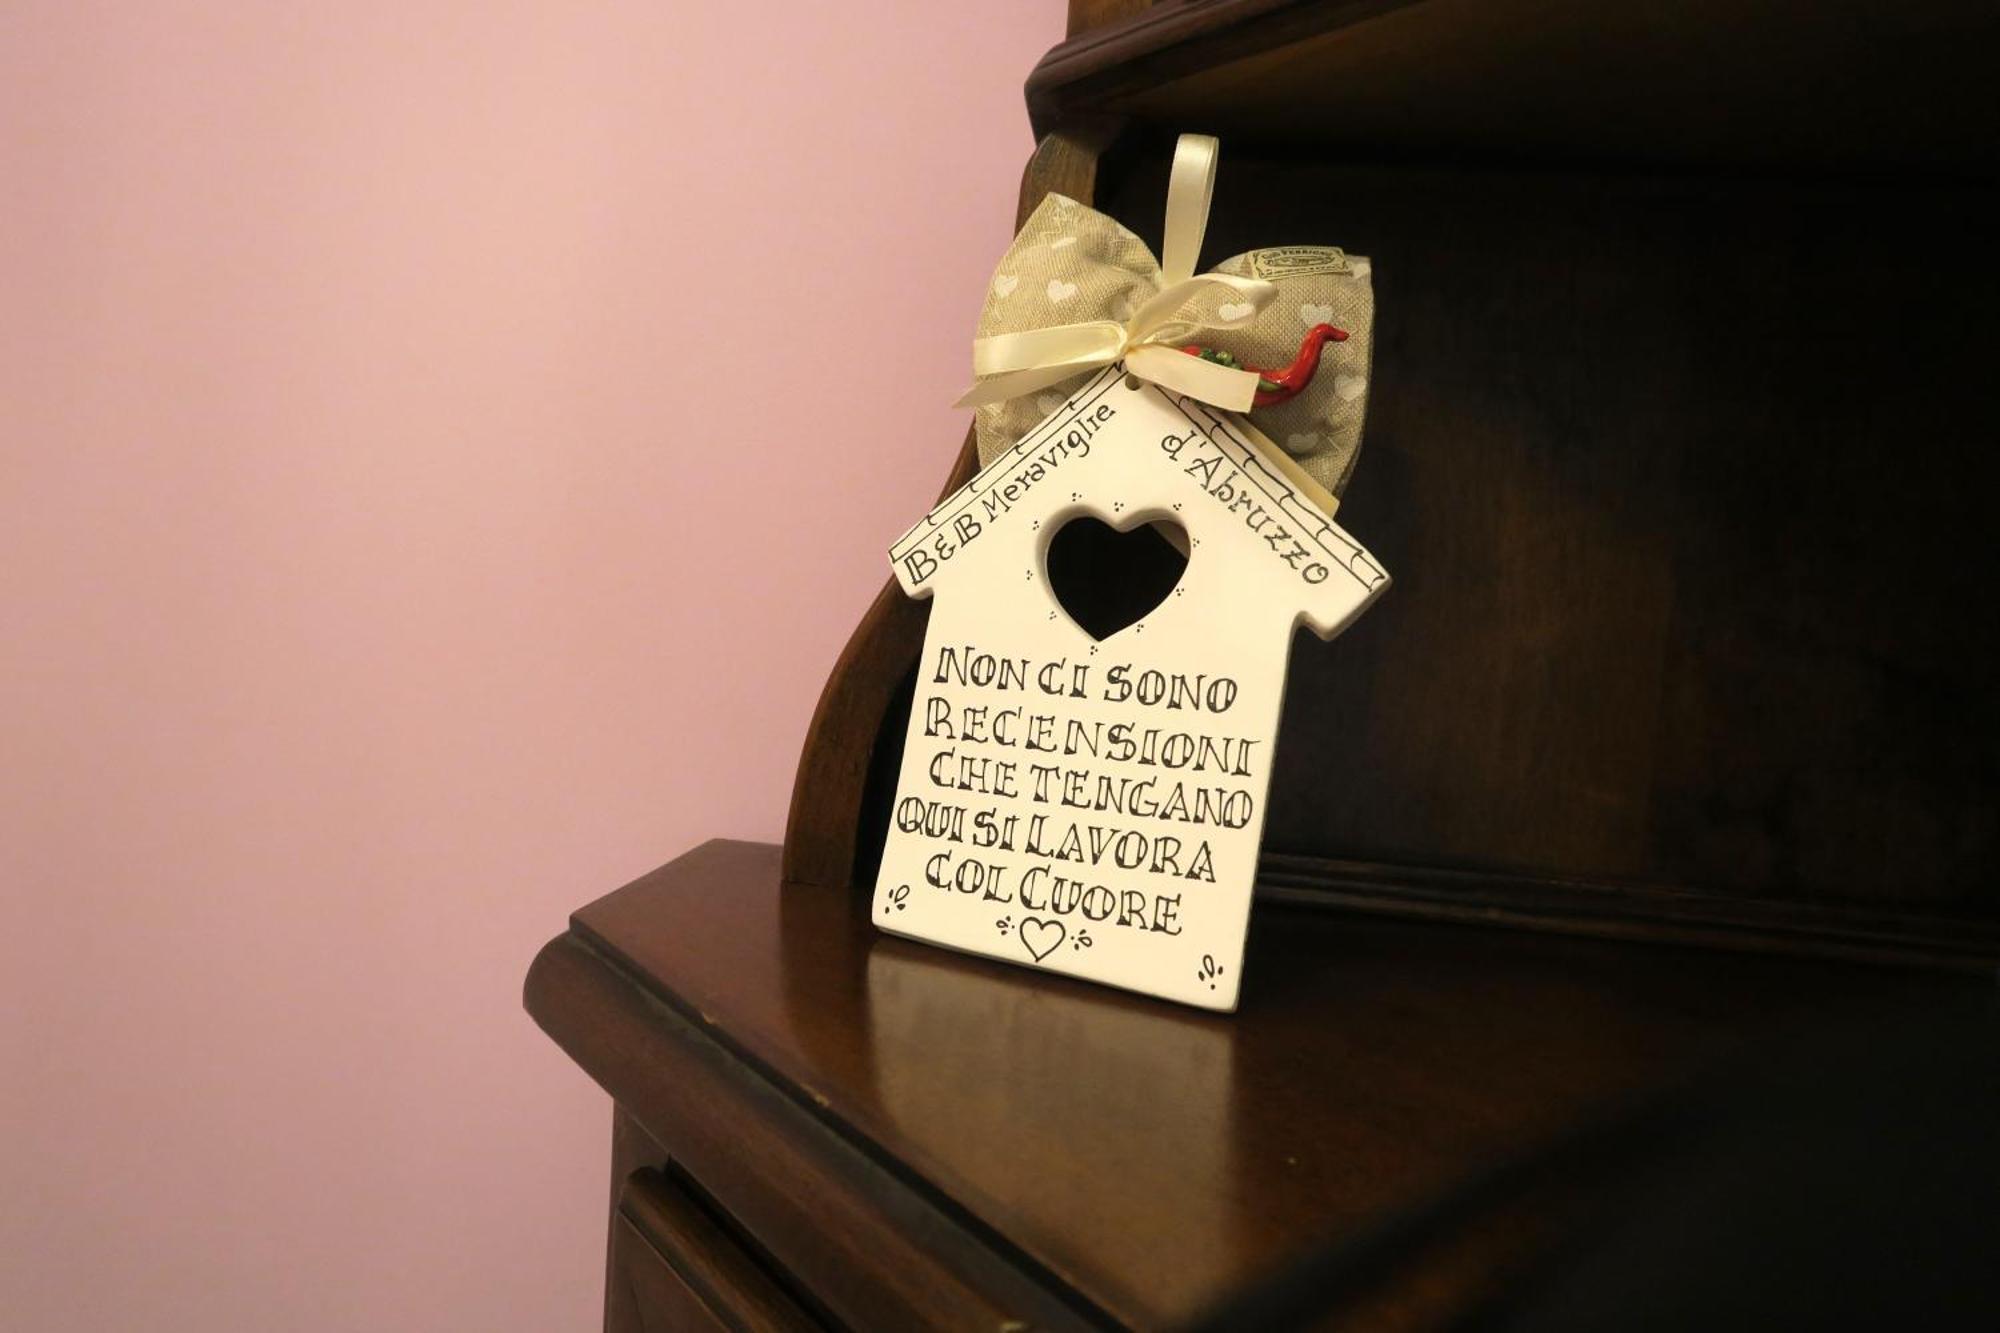 B&B Meraviglie d'Abruzzo
NON CI SONO
RECENSIONI
CHE TENGANO
QUI SI LAVORA
COL CUORE